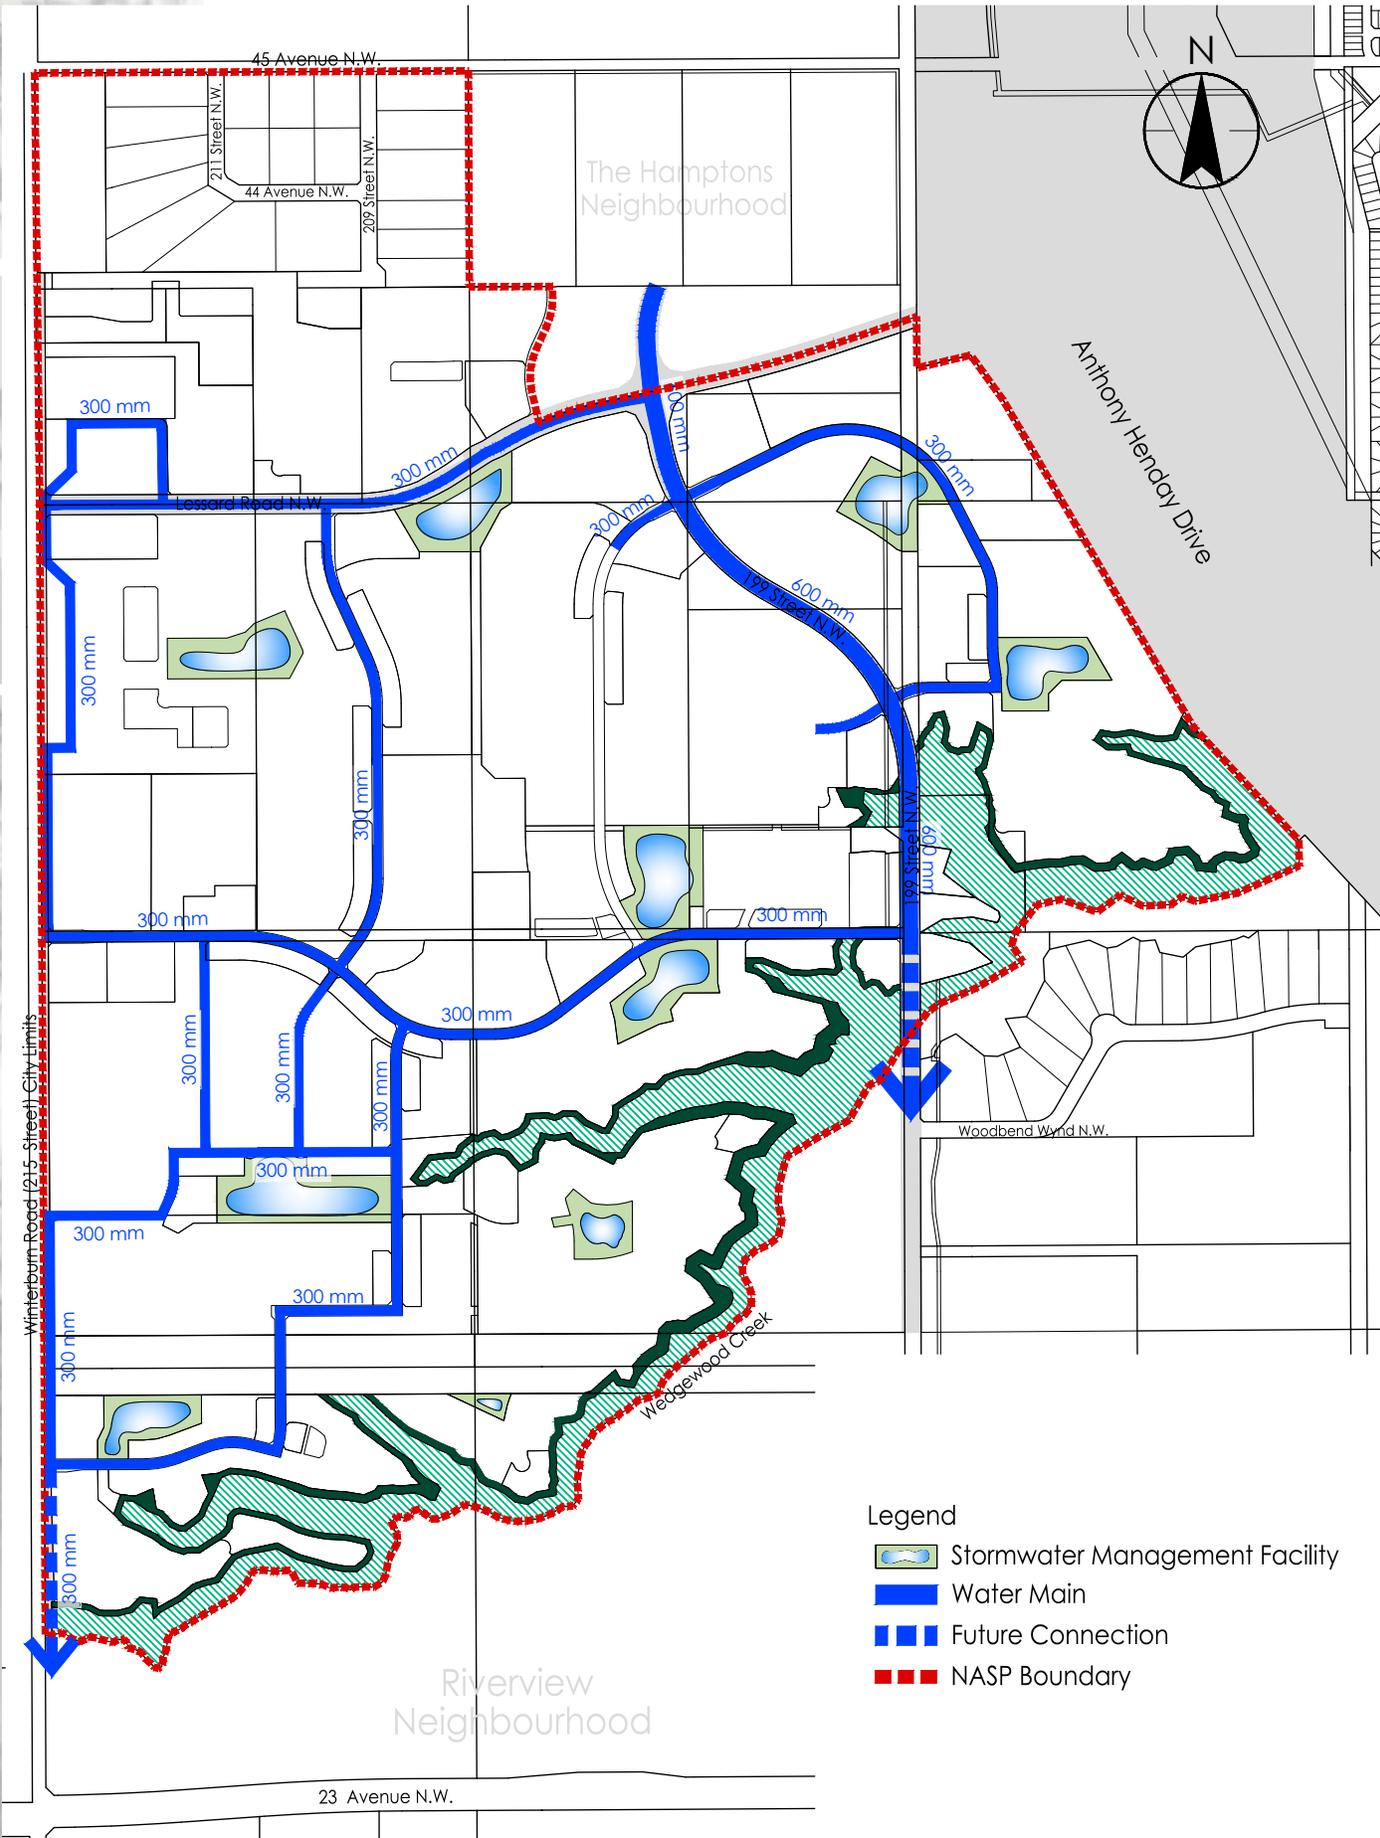 45 Avenue N.W.
N
211 Street N.W.
44 Avenue N.W.
209 Street N.W.
The Hamptons
Neighbourhood
Anthony Henday Drive
300 mm
300 mm
300 mm
Lessard Road N.W.
300 mm
600 mm
199 Street N.W.
300 mm
300 mm
199 Street N.W.
600 mm
300 mm
300 mm
300 mm
300 mm
300 mm
300 mm
Woodbend Wynd N.W.
300 mm
300 mm
300 mm
300 mm
Winterburn Road (215 Street) City Limits
Wedgewood Creek
300 mm
Legend
Stormwater Management Facility
Water Main
Future Connection
NASP Boundary
Riverview
Neighbourhood
23 Avenue N.W.